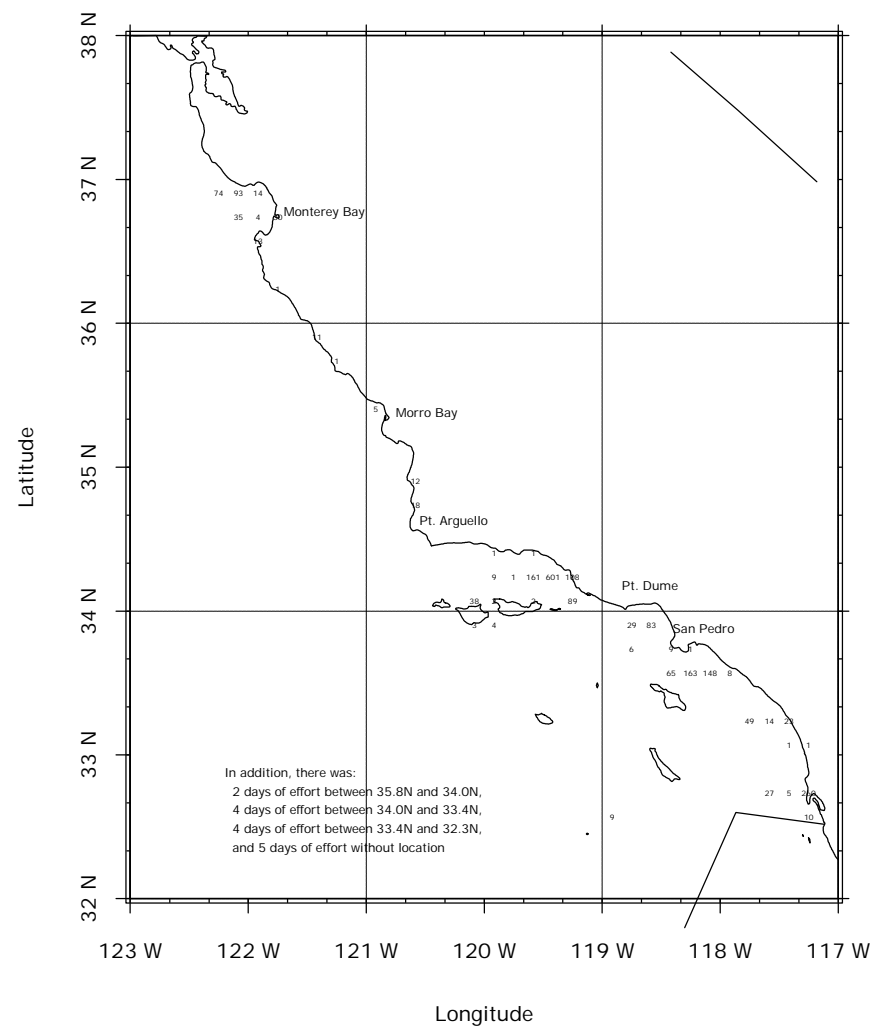 38 N
37 N
74 93 14
35 4
Monterey Bay
36 N
1
1
5
Morro Bay
35 N
12
18
Pt. Arguello
1 1
9 1 161 601
Pt. Dume
38
89
34 N
29 83
San Pedro
3 4
6 9 1
65 163 148 8
49 14
33 N
1 1
In addition, there was:
2 days of effort between 35.8N and 34.0N,
27 5
4 days of effort between 34.0N and 33.4N,
4 days of effort between 33.4N and 32.3N,
9 10
and 5 days of effort without location
32 N
123 W 122 W 121 W 120 W 119 W 118 W 117 W
Latitude
Longitude